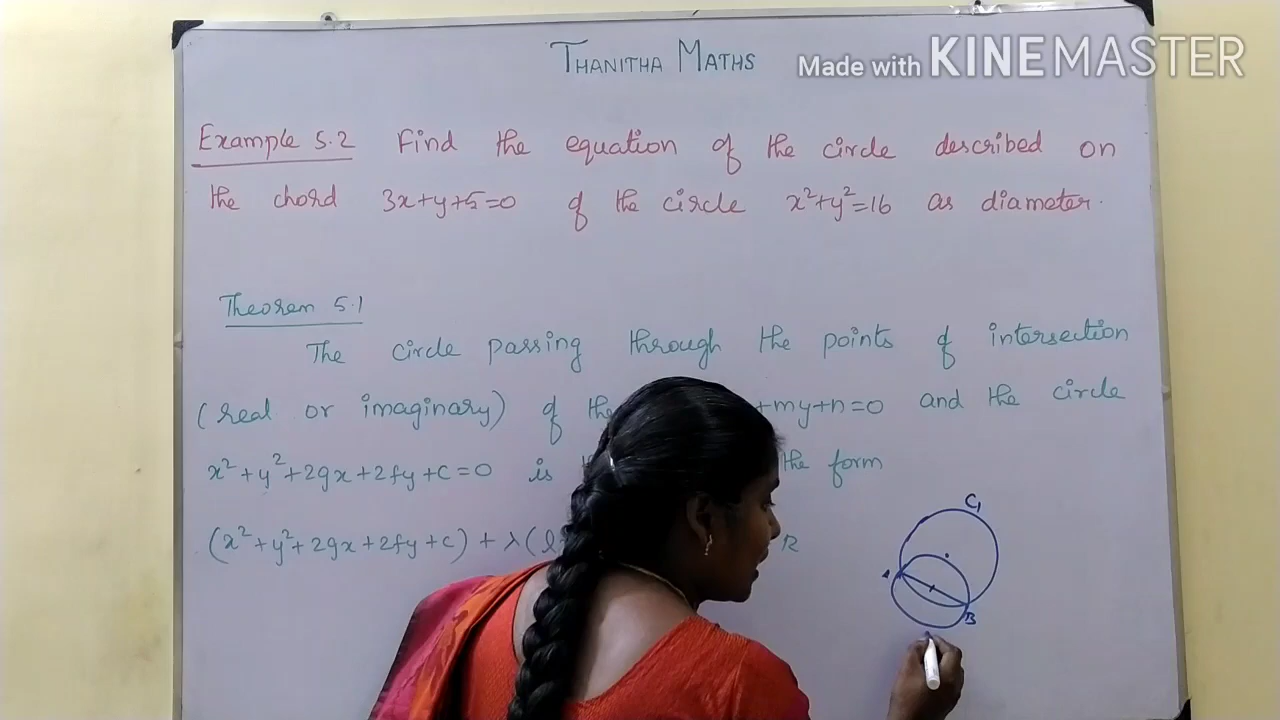 THANITHA MATHS
Made with KINEMASTER
Example 5.2 Find the equation of the circle described on
the chord 3x+y+5=0 of the circle x²+y²=16 as diameter.
Theorem 5.1
The circle passing through the points of intersection
(real or imaginary) of the +my+n=0 and the circle
x²+y²+2gx+2fy+c=0 is the form
(x²+y²+2gx+2fy+c)+λ(l R
C₁
A
B